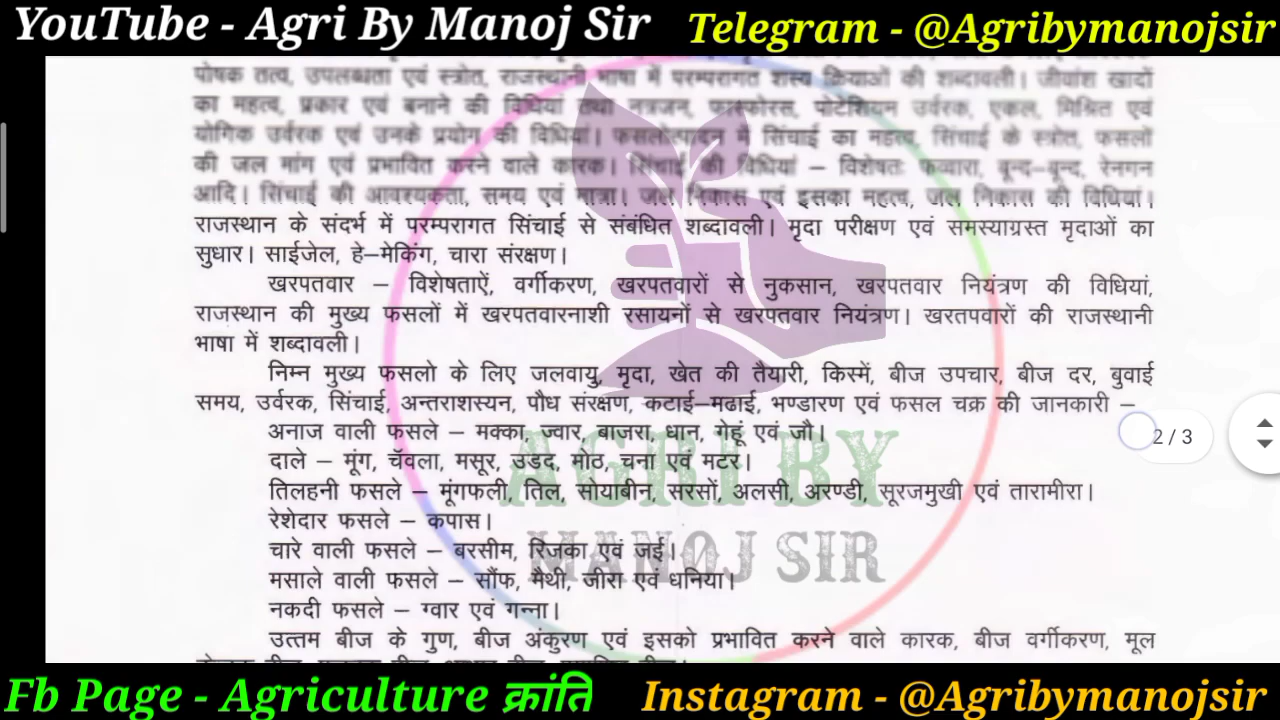 YouTube - Agri By Manoj Sir
Telegram - @Agribymanojsir
पोषक तत्व, उपलब्धता एवं स्त्रोत, राजस्थानी भाषा में परम्परागत शस्य क्रियाओं की शब्दावली। जीवांश खादों
का महत्व, प्रकार एवं बनाने की विधियां तथा नत्रजन, फास्फोरस, पोटेशियम उर्वरक, एकल, मिश्रित एवं
योगिक उर्वरक एवं उनके प्रयोग की विधियां। फसलोत्पादन में सिंचाई का महत्व, सिंचाई के स्त्रोत, फसलों
की जल मांग एवं प्रभावित करने वाले कारक। सिंचाई की विधियां – विशेषतः फव्वारा, बून्द–बून्द, रेनगन
आदि। सिंचाई की आवश्यकता, समय एवं मात्रा। जल निकास एवं इसका महत्व, जल निकास की विधियां।
राजस्थान के संदर्भ में परम्परागत सिंचाई से संबंधित शब्दावली। मृदा परीक्षण एवं समस्याग्रस्त मृदाओं का
सुधार। साईजेल, हे–मेकिंग, चारा संरक्षण।
खरपतवार – विशेषताऐं, वर्गीकरण, खरपतवारों से नुकसान, खरपतवार नियंत्रण की विधियां,
राजस्थान की मुख्य फसलों में खरपतवारनाशी रसायनों से खरपतवार नियंत्रण। खरतपवारों की राजस्थानी
भाषा में शब्दावली।
निम्न मुख्य फसलो के लिए जलवायु, मृदा, खेत की तैयारी, किस्में, बीज उपचार, बीज दर, बुवाई
समय, उर्वरक, सिंचाई, अन्तराशस्यन, पौध संरक्षण, कटाई–मढाई, भण्डारण एवं फसल चक्र की जानकारी –
अनाज वाली फसले – मक्का, ज्वार, बाजरा, धान, गेहूं एवं जौ।
2 / 3
दाले – मूंग, चॅवला, मसूर, उड़द, मोठ, चना एवं मटर।
तिलहनी फसले – मूंगफली, तिल, सोयाबीन, सरसों, अलसी, अरण्डी, सूरजमुखी एवं तारामीरा।
रेशेदार फसले – कपास।
चारे वाली फसले – बरसीम, रिजका एवं जई।
मसाले वाली फसले – सौंफ, मैथी, जीरा एवं धनिया।
नकदी फसले – ग्वार एवं गन्ना।
उत्तम बीज के गुण, बीज अंकुरण एवं इसको प्रभावित करने वाले कारक, बीज वर्गीकरण, मूल
AGRI BY
MANOJ SIR
Fb Page - Agriculture क्रांति
Instagram - @Agribymanojsir